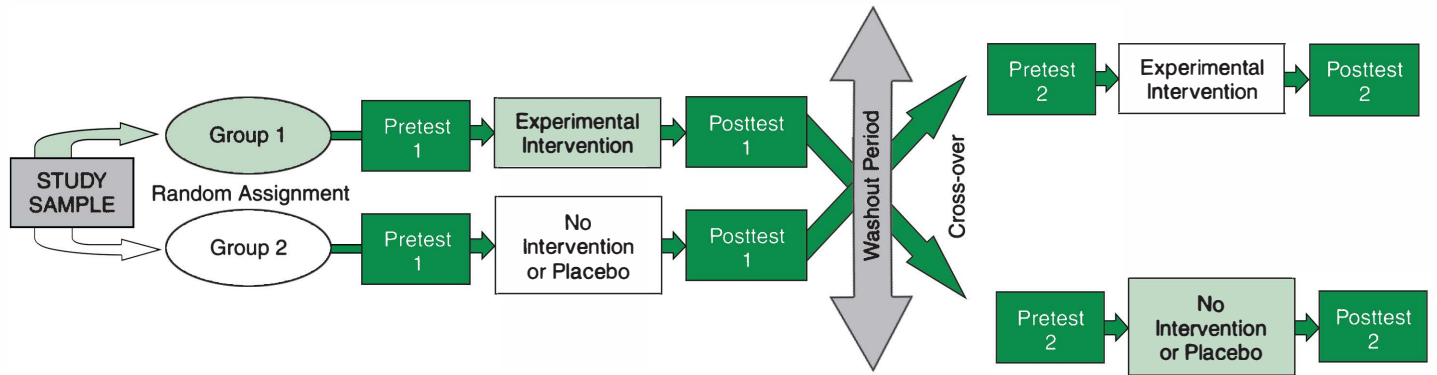 STUDY
SAMPLE
Random Assignment
Group 1
Pretest
1
Experimental
Intervention
Posttest
1
Group 2
Pretest
1
No
Intervention
or Placebo
Posttest
1
Washout Period
Cross-over
Pretest
2
Experimental
Intervention
Posttest
2
Pretest
2
No
Intervention
or Placebo
Posttest
2